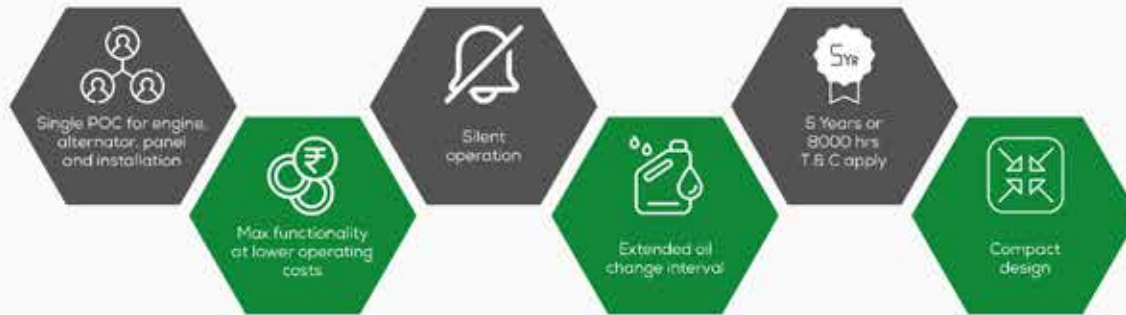 Single POC for engine,
alternator, panel
and installation
₹
Max functionality
at lower operating
costs
Silent
operation
Extended oil
change interval
5YR
5 Years or
8000 hrs
T & C apply
Compact
design